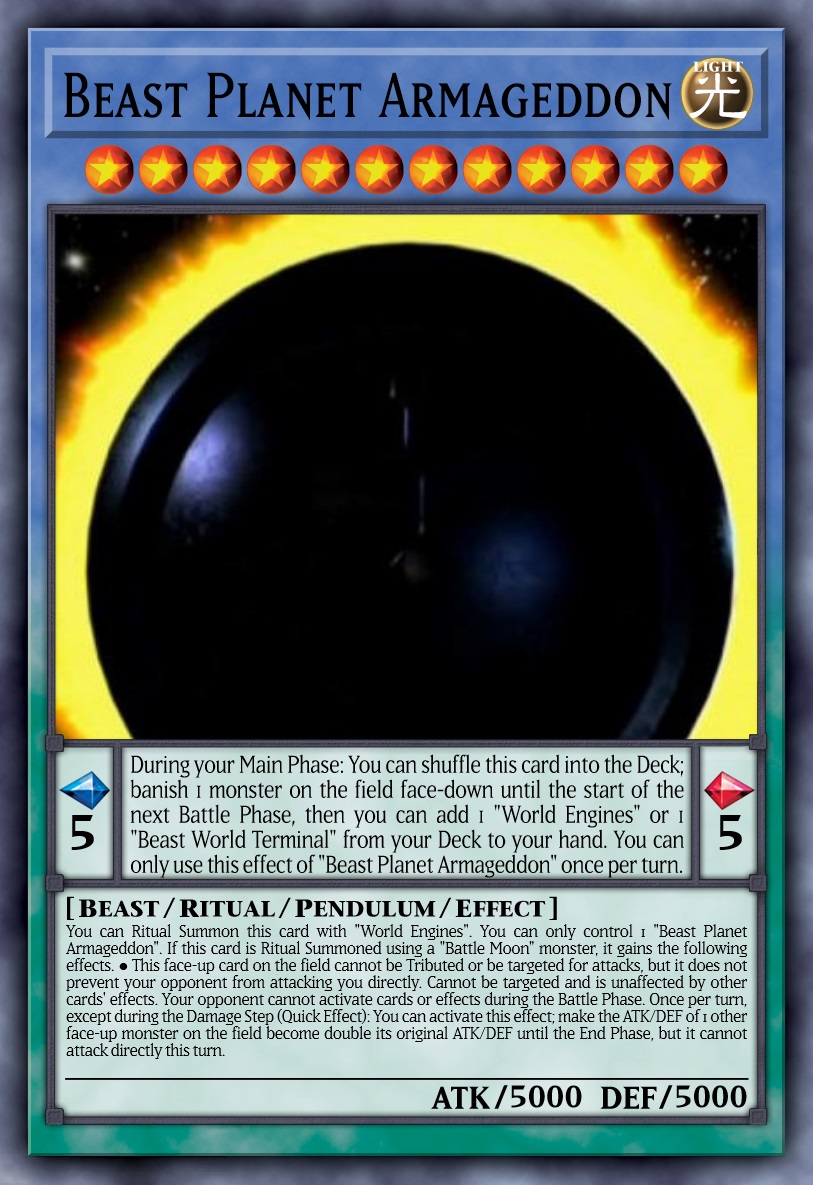 Beast Planet Armageddon
LIGHT
光
During your Main Phase: You can shuffle this card into the Deck;
banish 1 monster on the field face-down until the start of the
next Battle Phase, then you can add 1 "World Engines" or 1
"Beast World Terminal" from your Deck to your hand. You can
only use this effect of "Beast Planet Armageddon" once per turn.
5
5
[ Beast / Ritual / Pendulum / Effect ]
You can Ritual Summon this card with "World Engines". You can only control 1 "Beast Planet
Armageddon". If this card is Ritual Summoned using a "Battle Moon" monster, it gains the following
effects. ● This face-up card on the field cannot be Tributed or be targeted for attacks, but it does not
prevent your opponent from attacking you directly. Cannot be targeted and is unaffected by other
cards' effects. Your opponent cannot activate cards or effects during the Battle Phase. Once per turn,
except during the Damage Step (Quick Effect): You can activate this effect; make the ATK/DEF of 1 other
face-up monster on the field become double its original ATK/DEF until the End Phase, but it cannot
attack directly this turn.
ATK/5000 DEF/5000